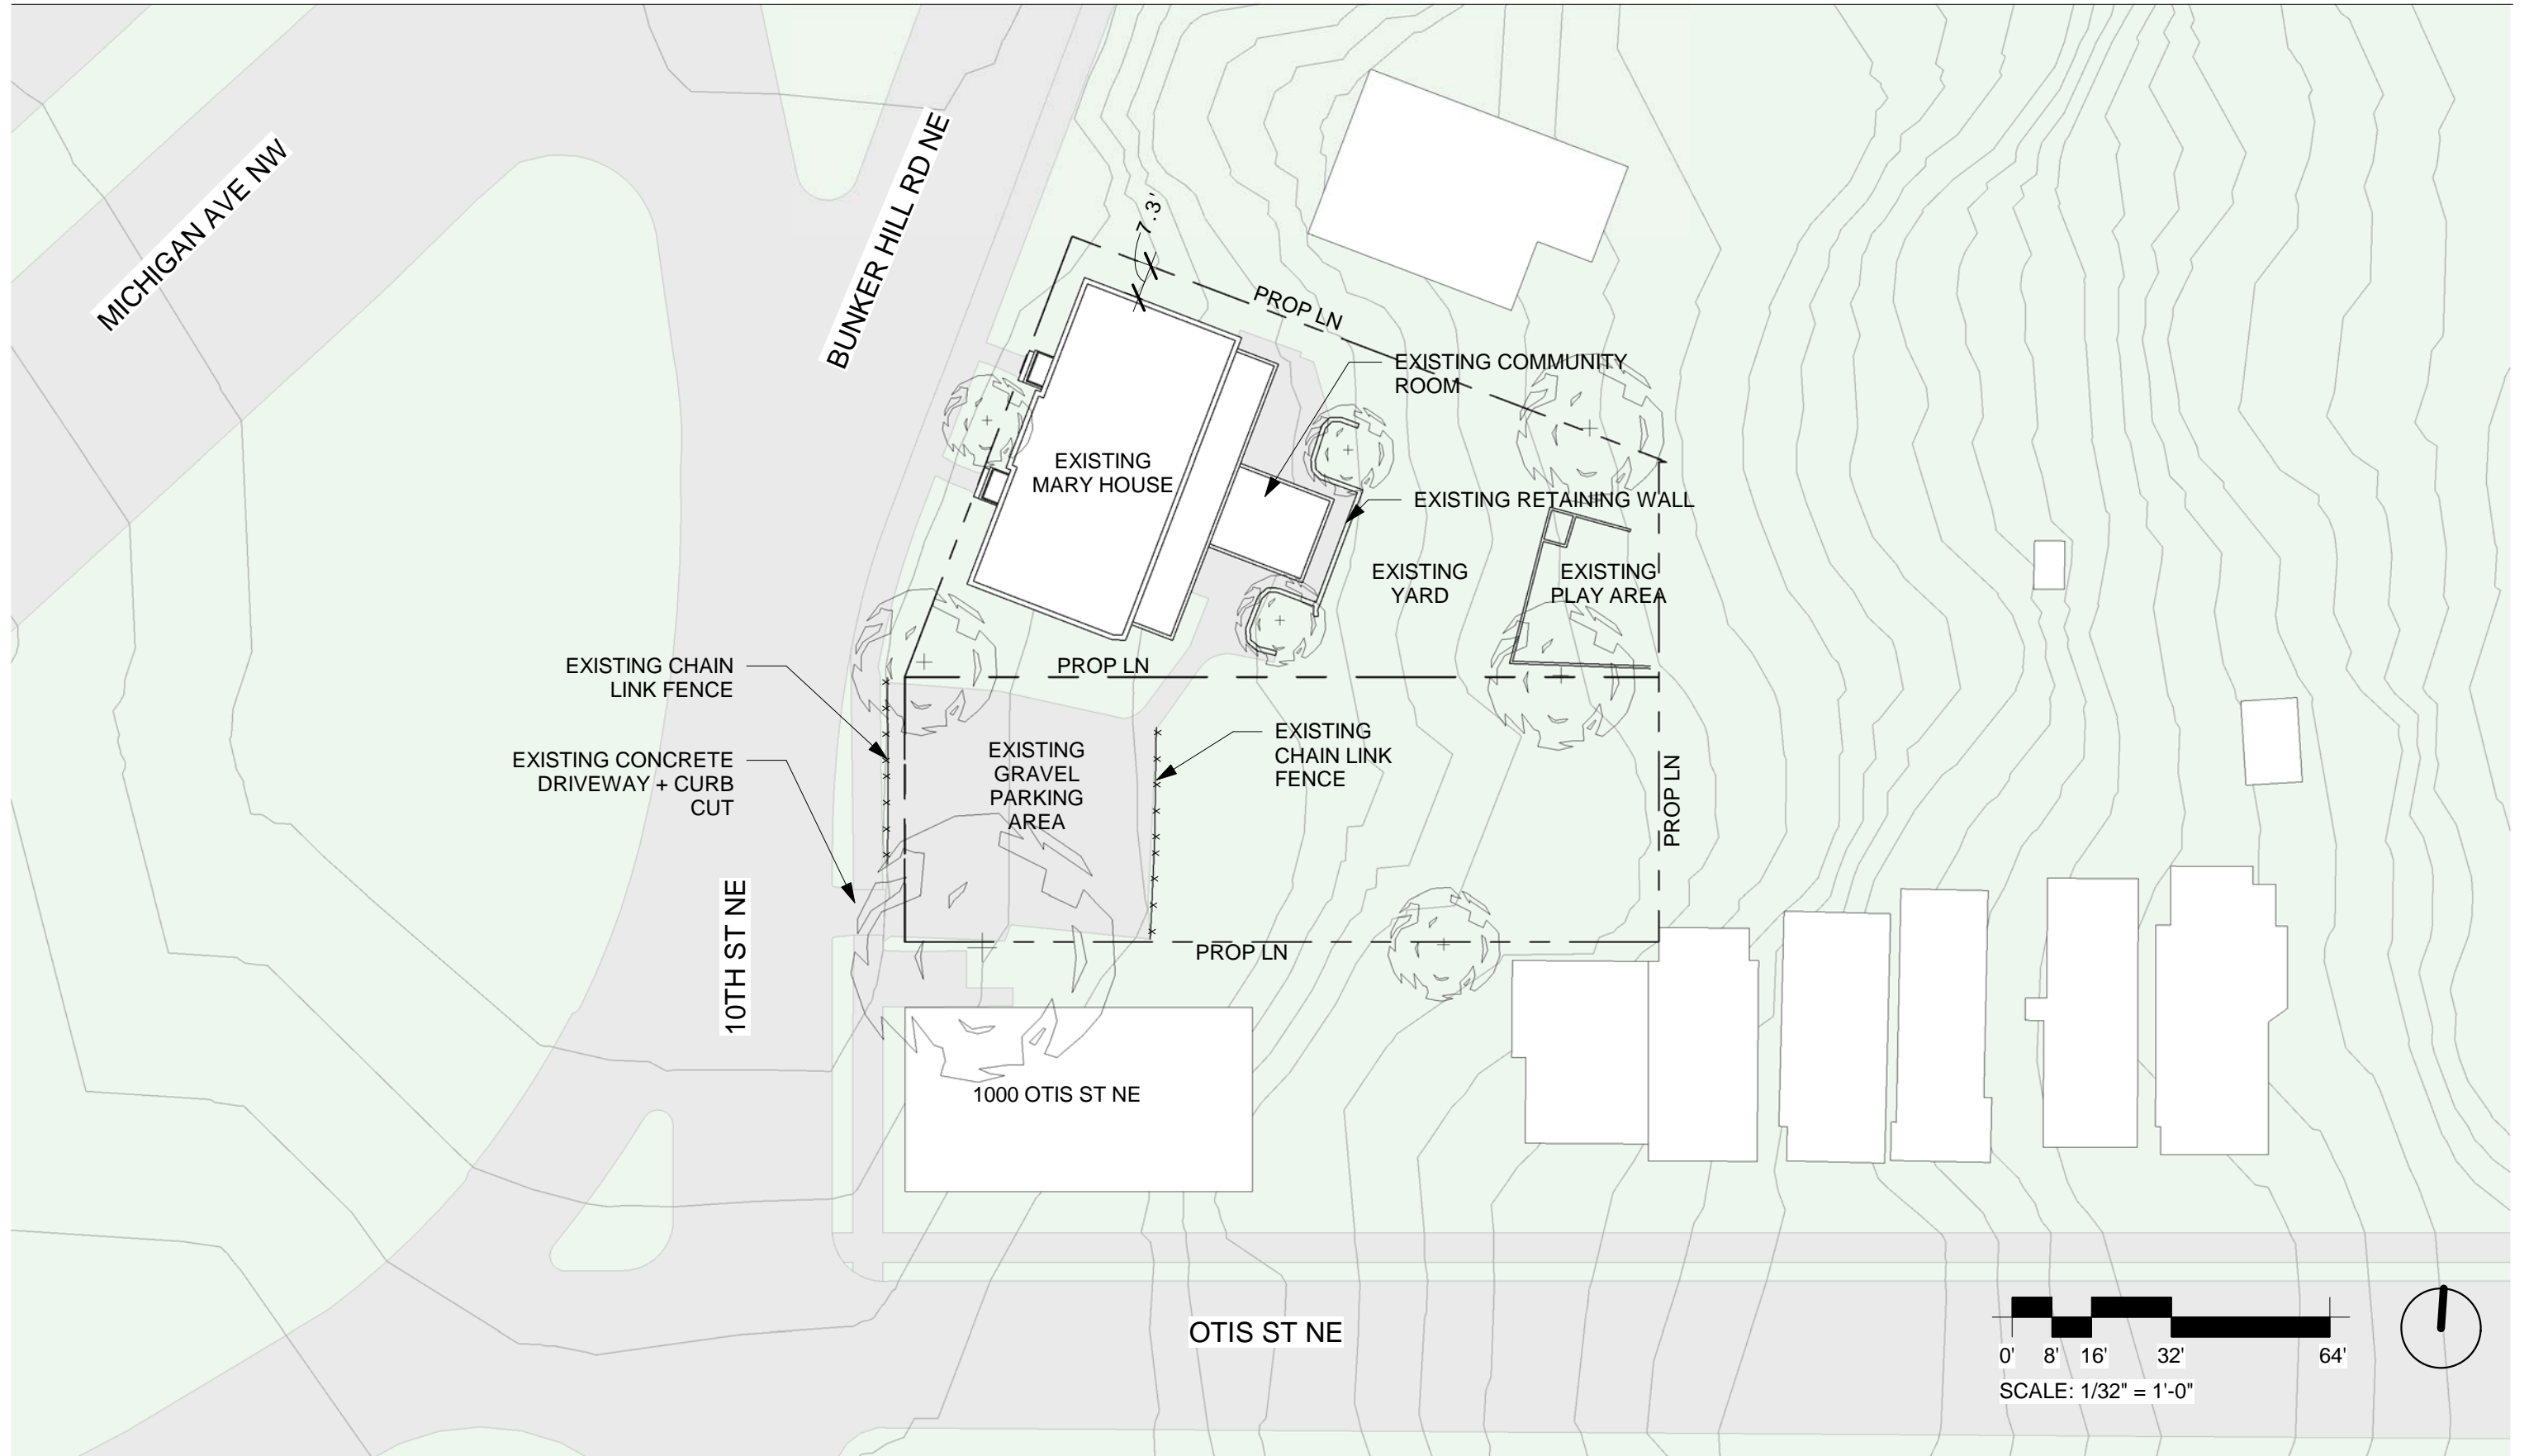 MICHIGAN AVE NW
BUNKER HILL RD NE
7.3'
PROP LN
EXISTING COMMUNITY
ROOM
EXISTING
MARY HOUSE
EXISTING RETAINING WALL
EXISTING
YARD
EXISTING
PLAY AREA
EXISTING CHAIN
LINK FENCE
PROP LN
EXISTING CONCRETE
DRIVEWAY + CURB
CUT
EXISTING
GRAVEL
PARKING
AREA
EXISTING
CHAIN LINK
FENCE
PROP LN
10TH ST NE
PROP LN
1000 OTIS ST NE
OTIS ST NE
0' 8' 16' 32' 64'
SCALE: 1/32" = 1'-0"